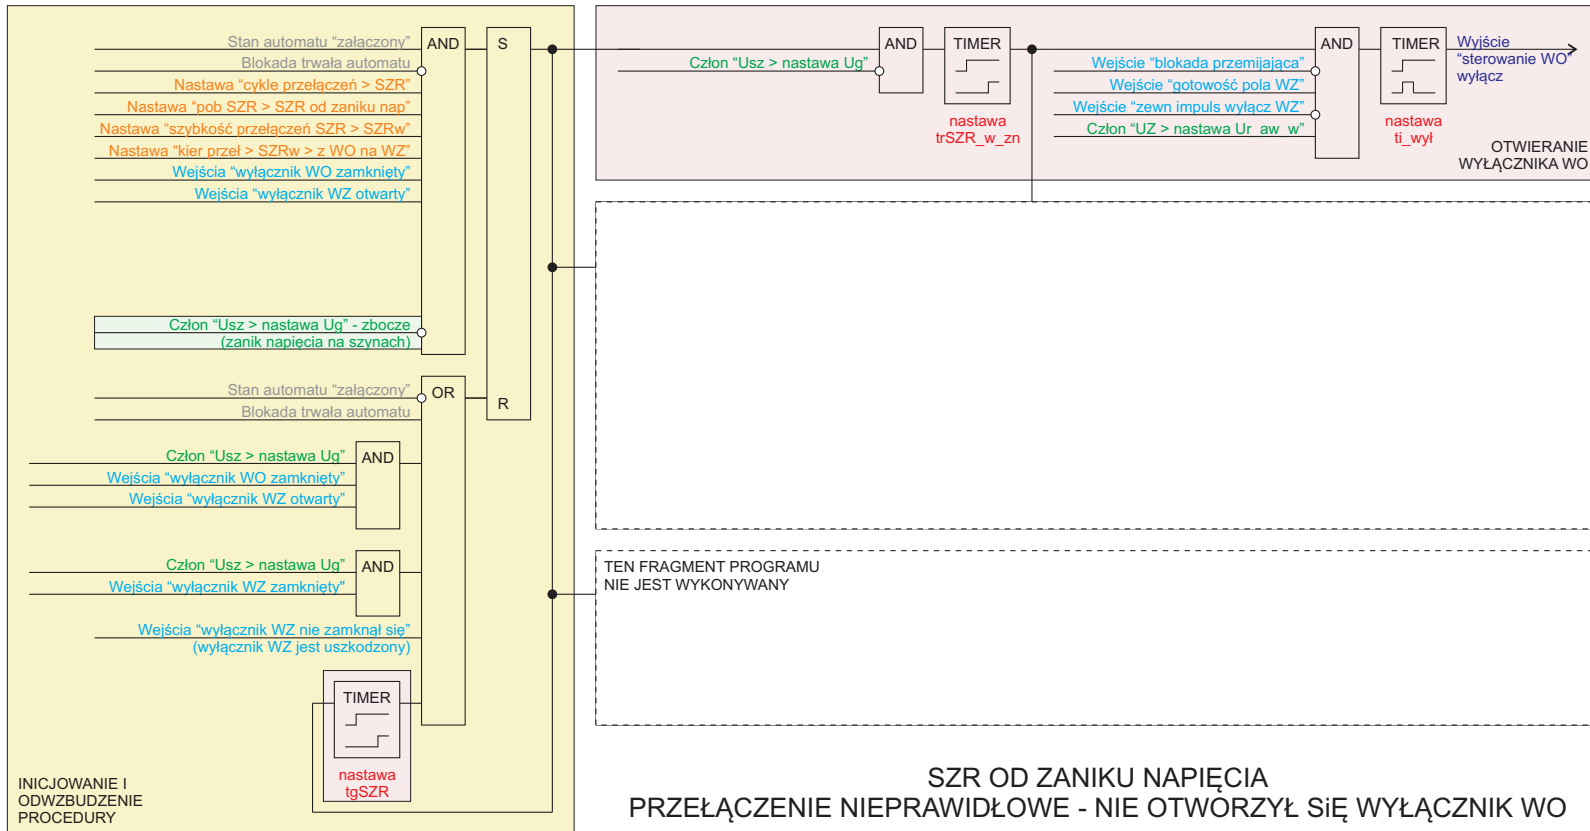 Stan automatu “załączony”
Blokada trwała automatu
Nastawa “cykle przełączeń > SZR”
Nastawa “pob SZR > SZR od zaniku nap”
Nastawa “szybkość przełączeń SZR > SZRw”
Nastawa “kier przeł > SZRw > z WO na WZ”
Wejścia “wyłącznik WO zamknięty”
Wejścia “wyłącznik WZ otwarty”
Człon “Usz > nastawa Ug” - zbocze
(zanik napięcia na szynach)
AND
S
Stan automatu “załączony”
Blokada trwała automatu
OR
R
Człon “Usz > nastawa Ug”
Wejścia “wyłącznik WO zamknięty”
Wejścia “wyłącznik WZ otwarty”
AND
Człon “Usz > nastawa Ug”
Wejścia “wyłącznik WZ zamknięty"
AND
Wejścia “wyłącznik WZ nie zamknął się”
(wyłącznik WZ jest uszkodzony)
TIMER
nastawa
tgSZR
INICJOWANIE I
ODWZBUDZENIE
PROCEDURY
Człon “Usz > nastawa Ug”
AND
TIMER
nastawa
trSZR_w_zn
Wejście “blokada przemijająca”
Wejście “gotowość pola WZ”
Wejście “zewn impuls wyłącz WZ”
Człon “UZ > nastawa Ur_aw_w”
AND
TIMER
nastawa
ti_wył
Wyjście
“sterowanie WO”
wyłącz
OTWIERANIE
WYŁĄCZNIKA WO
TEN FRAGMENT PROGRAMU
NIE JEST WYKONYWANY
SZR OD ZANIKU NAPIĘCIA
PRZEŁĄCZENIE NIEPRAWIDŁOWE - NIE OTWORZYŁ SiĘ WYŁĄCZNIK WO